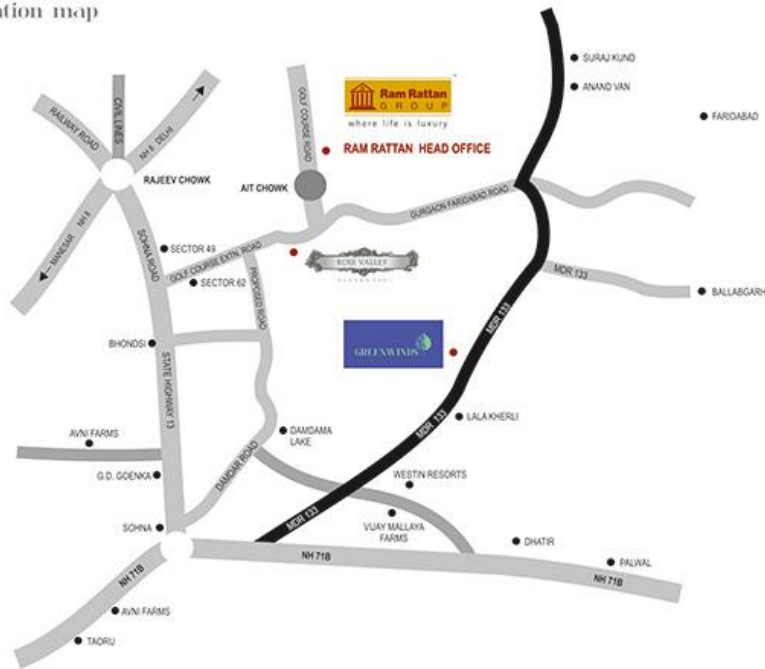 ation map
SURAJ KUND
ANAND VAN
FARIDABAD
Ram Rattan
GROUP
where life is luxury
RAM RATTAN HEAD OFFICE
GOLF COURSE ROAD
AIT CHOWK
CIVIL LINES
RAILWAY ROAD
NH 8 DELHI
RAJEEV CHOWK
MANESAR NH 8
SOHNA ROAD
SECTOR 49
GOLF COURSE EXTN. ROAD
GURGAON FARIDABAD ROAD
SECTOR 62
PROPOSED ROAD
ROSE VALLEY
MDR 133
BALLABGARH
BHONDSI
STATE HIGHWAY 13
GREENWINDS
MDR 133
LALA KHERLI
MDR 133
AVNI FARMS
DAMDAMA
LAKE
G.D. GOENKA
DAMDAR ROAD
WESTIN RESORTS
VIJAY MALLAYA
FARMS
SOHNA
MDR 133
DHATIR
NH 71B
PALWAL
NH 71B
NH 71B
AVNI FARMS
TAORU